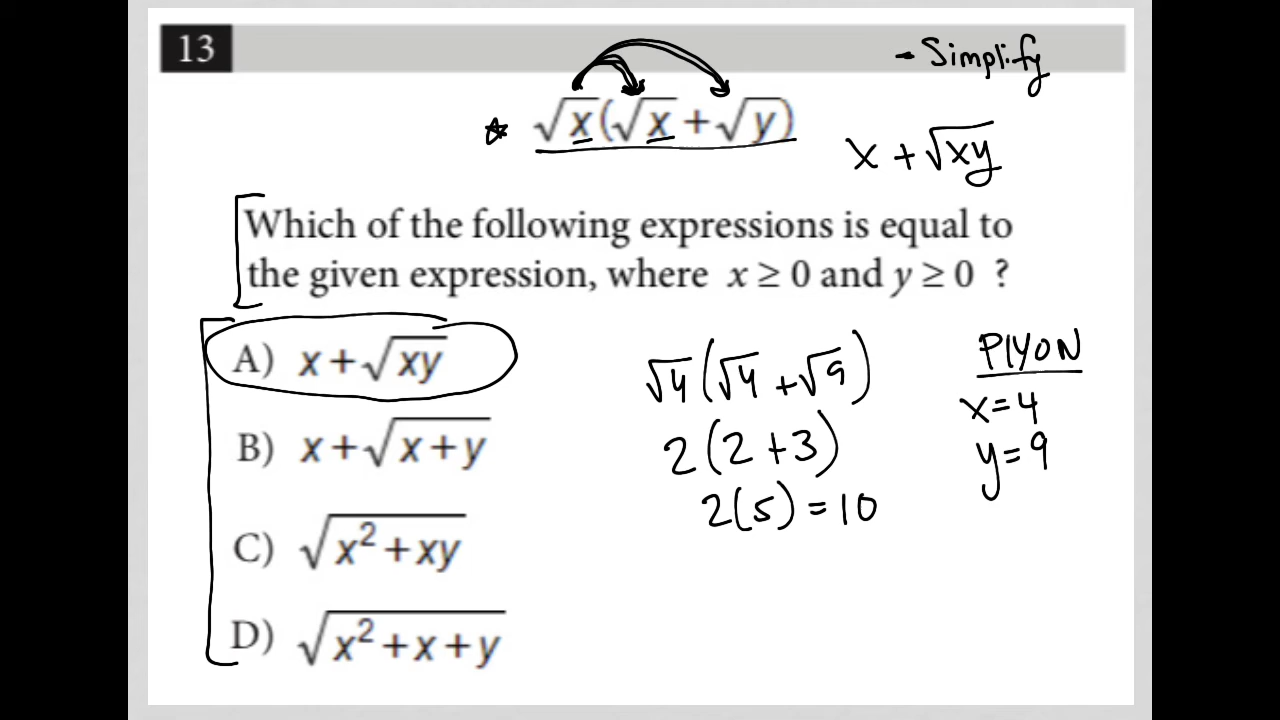 13
- Simplify
* √x(√x + √y)
x + √xy
Which of the following expressions is equal to
the given expression, where x ≥ 0 and y ≥ 0 ?
A) x + √xy
B) x + √x + y
C) √x² + xy
D) √x² + x + y
√4(√4 + √9)
2(2 + 3)
2(5) = 10
PIYON
x = 4
y = 9